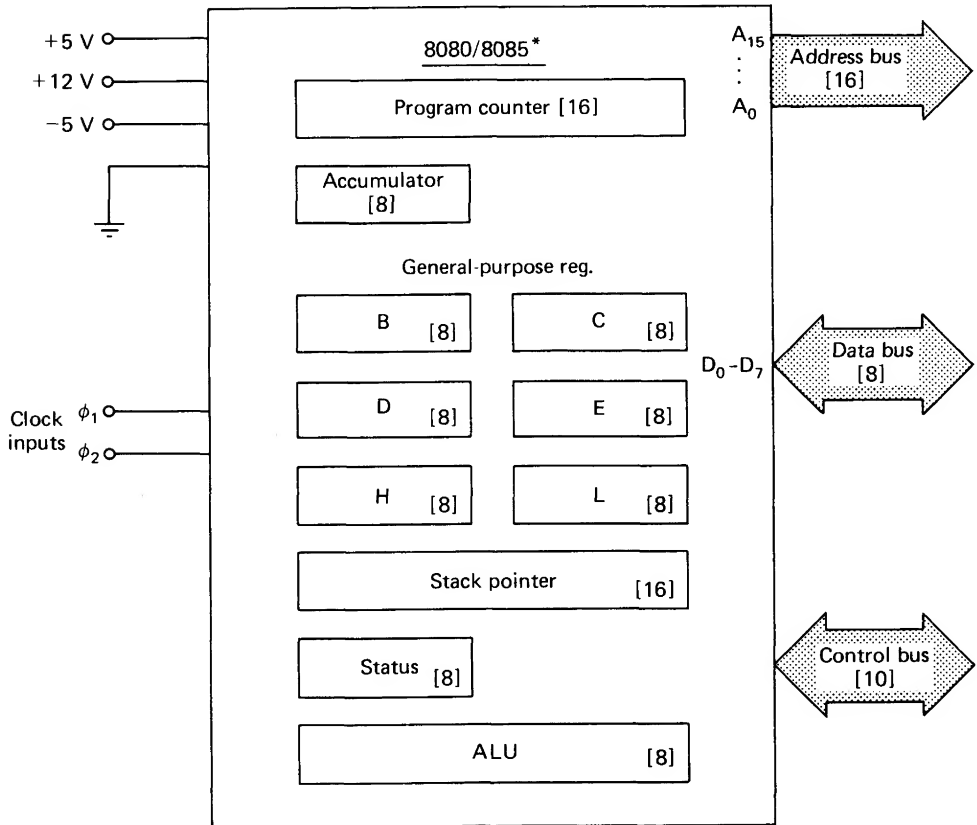 +5 V
+12 V
−5 V
Clock inputs
ϕ1
ϕ2
8080/8085*
Program counter [16]
Accumulator
[8]
General-purpose reg.
B [8]
C [8]
D [8]
E [8]
H [8]
L [8]
Stack pointer [16]
Status [8]
ALU [8]
A15
.
.
.
A0
Address bus
[16]
D0-D7
Data bus
[8]
Control bus
[10]